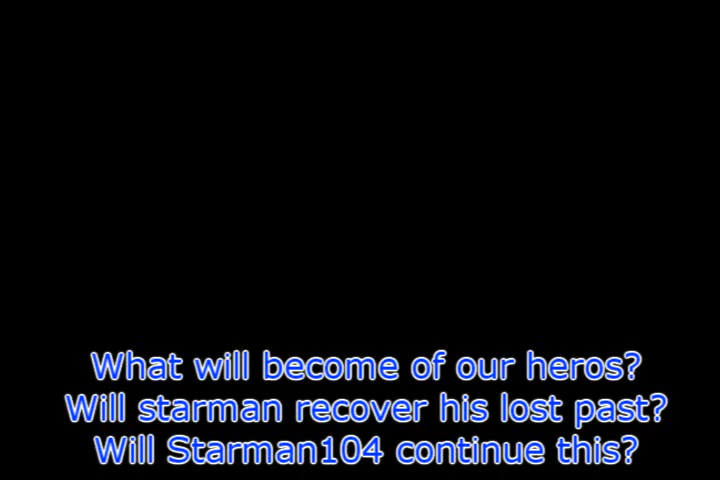 What will become of our heros?
Will starman recover his lost past?
Will Starman104 continue this?